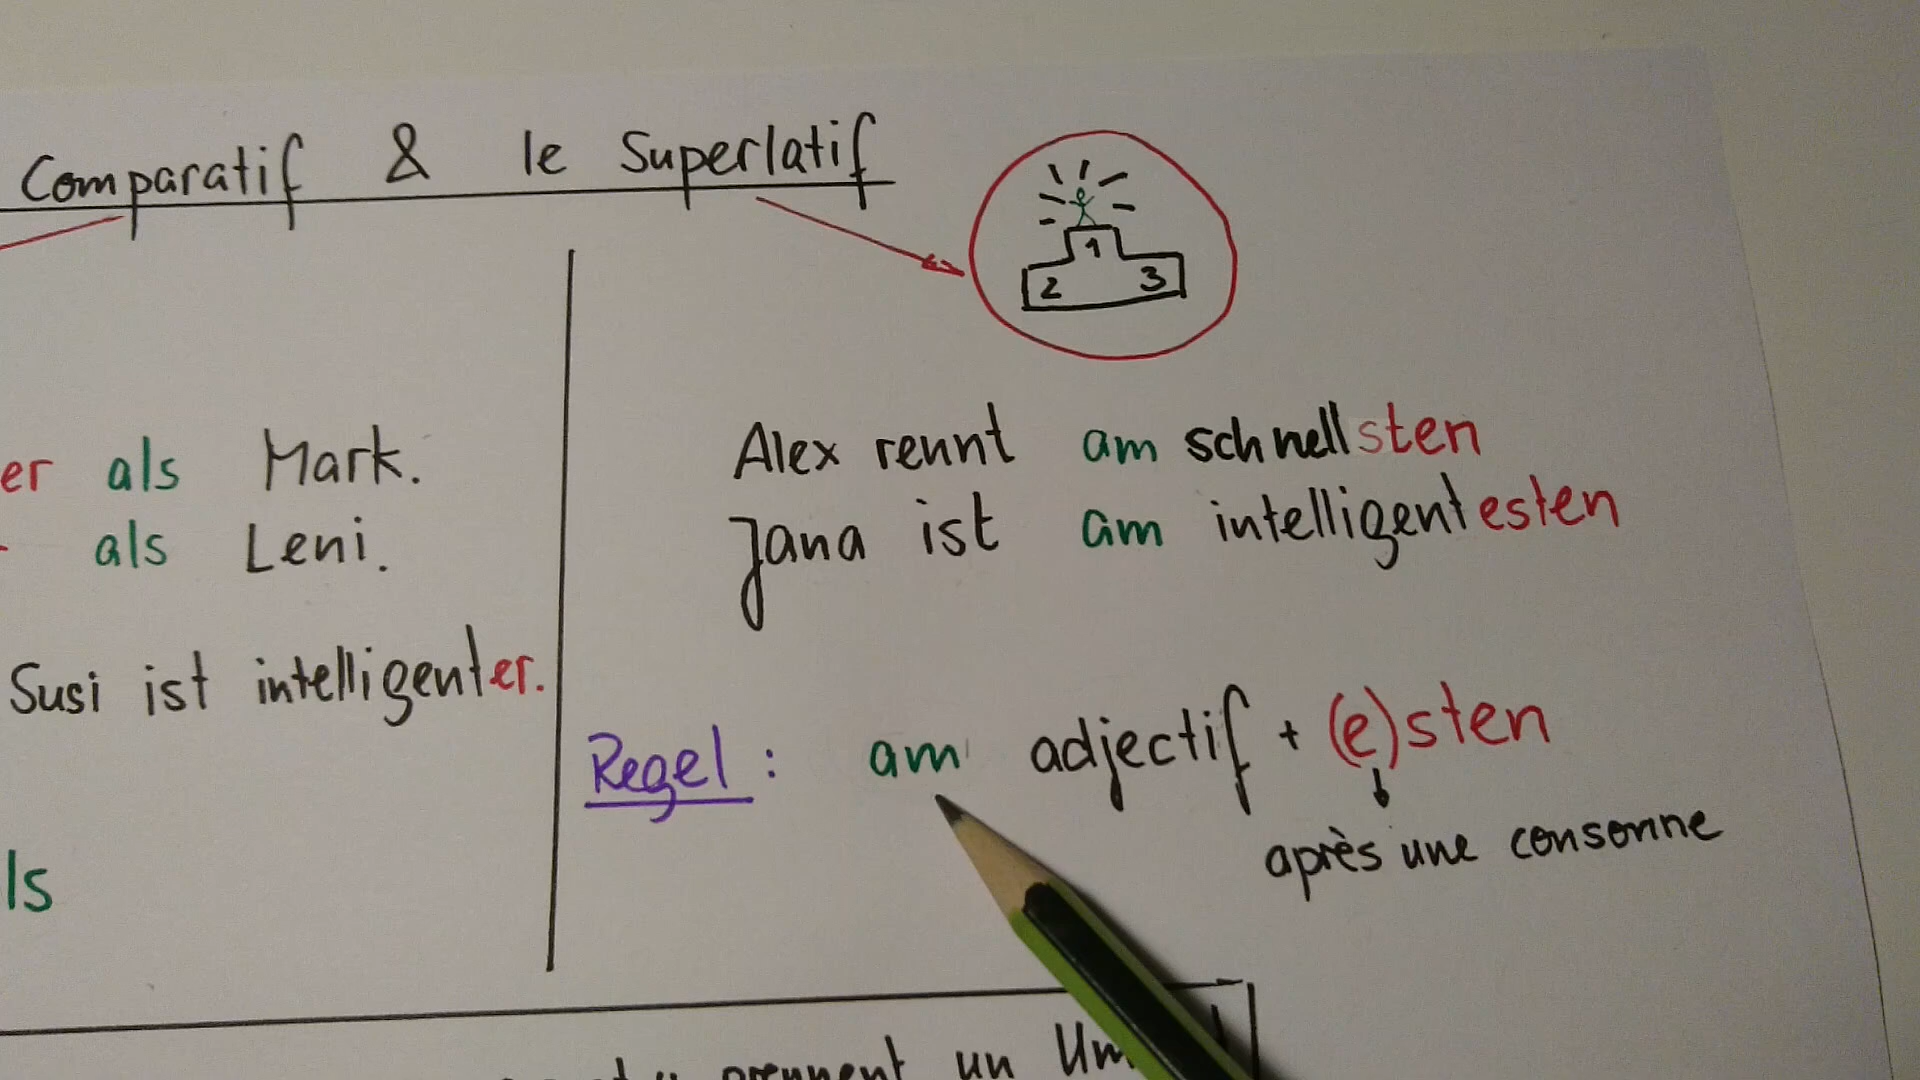 Comparatif & le Superlatif
1
2 3
er als Mark.
als Leni.
Susi ist intelligenter.
ls
Alex rennt am schnellsten
Jana ist am intelligentesten
Regel: am adjectif + (e)sten
après une consonne
prennent un Um